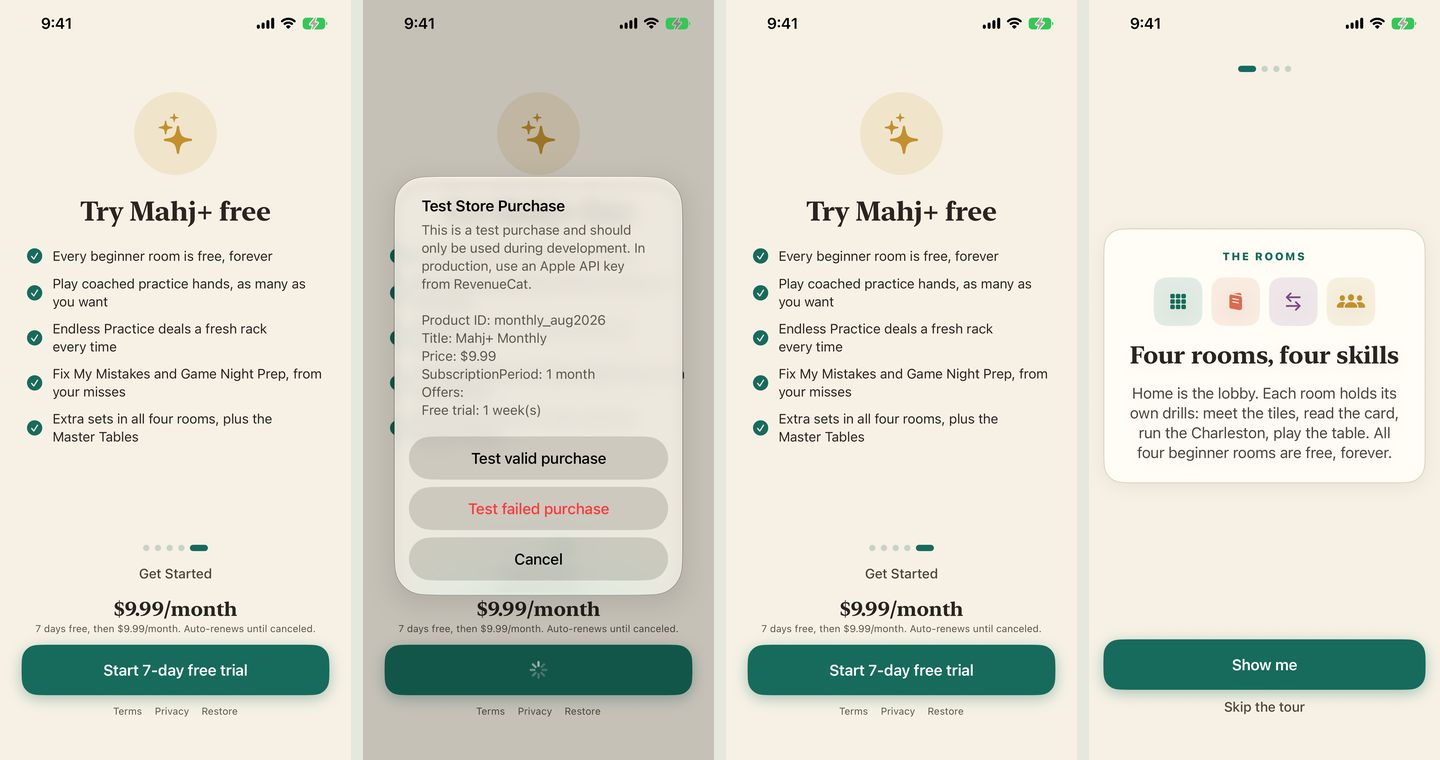 9:41
Try Mahj+ free
Every beginner room is free, forever
Play coached practice hands, as many as
you want
Endless Practice deals a fresh rack
every time
Fix My Mistakes and Game Night Prep, from
your misses
Extra sets in all four rooms, plus the
Master Tables
Get Started
$9.99/month
7 days free, then $9.99/month. Auto-renews until canceled.
Start 7-day free trial
Terms Privacy Restore
9:41
Test Store Purchase
This is a test purchase and should
only be used during development. In
production, use an Apple API key
from RevenueCat.
Product ID: monthly_aug2026
Title: Mahj+ Monthly
Price: $9.99
SubscriptionPeriod: 1 month
Offers:
Free trial: 1 week(s)
Test valid purchase
Test failed purchase
Cancel
$9.99/month
7 days free, then $9.99/month. Auto-renews until canceled.
Terms Privacy Restore
9:41
Try Mahj+ free
Every beginner room is free, forever
Play coached practice hands, as many as
you want
Endless Practice deals a fresh rack
every time
Fix My Mistakes and Game Night Prep, from
your misses
Extra sets in all four rooms, plus the
Master Tables
Get Started
$9.99/month
7 days free, then $9.99/month. Auto-renews until canceled.
Start 7-day free trial
Terms Privacy Restore
9:41
THE ROOMS
Four rooms, four skills
Home is the lobby. Each room holds its
own drills: meet the tiles, read the card,
run the Charleston, play the table. All
four beginner rooms are free, forever.
Show me
Skip the tour